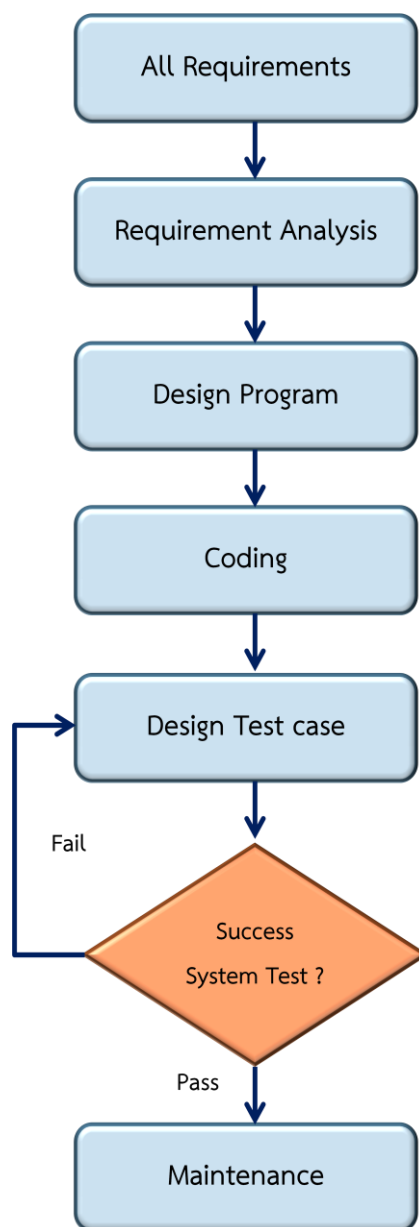 All Requirements
Requirement Analysis
Design Program
Coding
Design Test case
Fail
Success
System Test ?
Pass
Maintenance